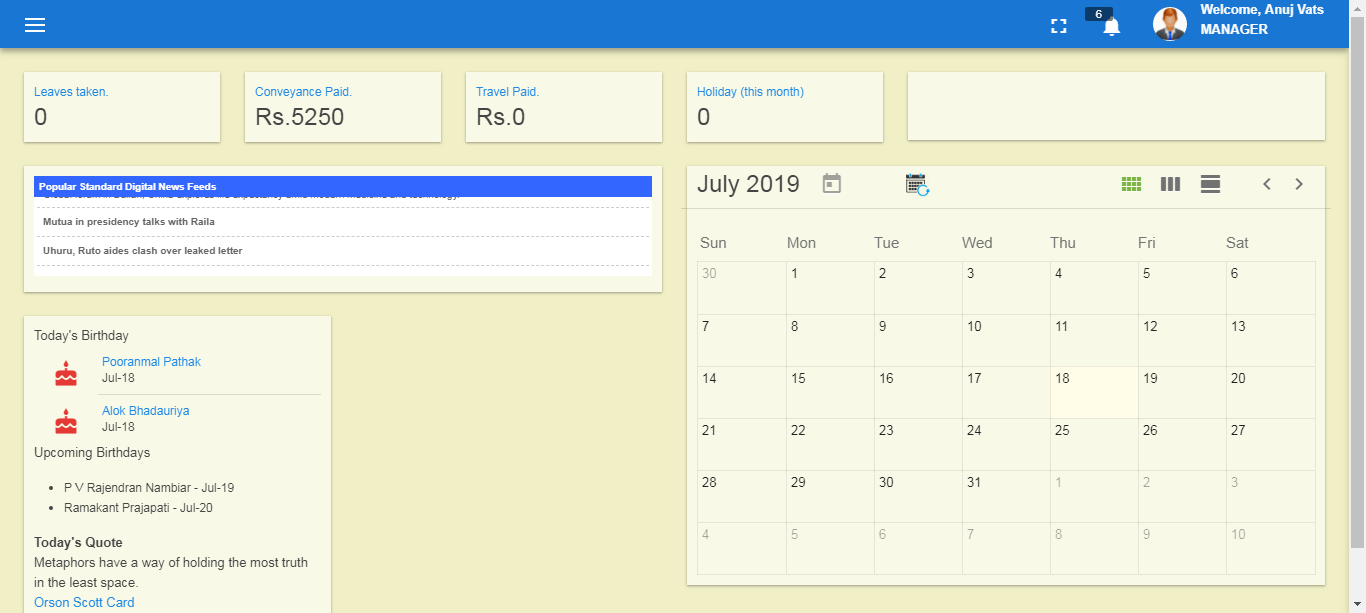 6
Welcome, Anuj Vats
MANAGER
Leaves taken.
0
Conveyance Paid.
Rs.5250
Travel Paid.
Rs.0
Holiday (this month)
0
Popular Standard Digital News Feeds
Mutua in presidency talks with Raila
Uhuru, Ruto aides clash over leaked letter
Today's Birthday
Pooranmal Pathak
Jul-18
Alok Bhadauriya
Jul-18
Upcoming Birthdays
P V Rajendran Nambiar - Jul-19
Ramakant Prajapati - Jul-20
Today's Quote
Metaphors have a way of holding the most truth
in the least space.
Orson Scott Card
July 2019
Sun Mon Tue Wed Thu Fri Sat
30 1 2 3 4 5 6
7 8 9 10 11 12 13
14 15 16 17 18 19 20
21 22 23 24 25 26 27
28 29 30 31 1 2 3
4 5 6 7 8 9 10